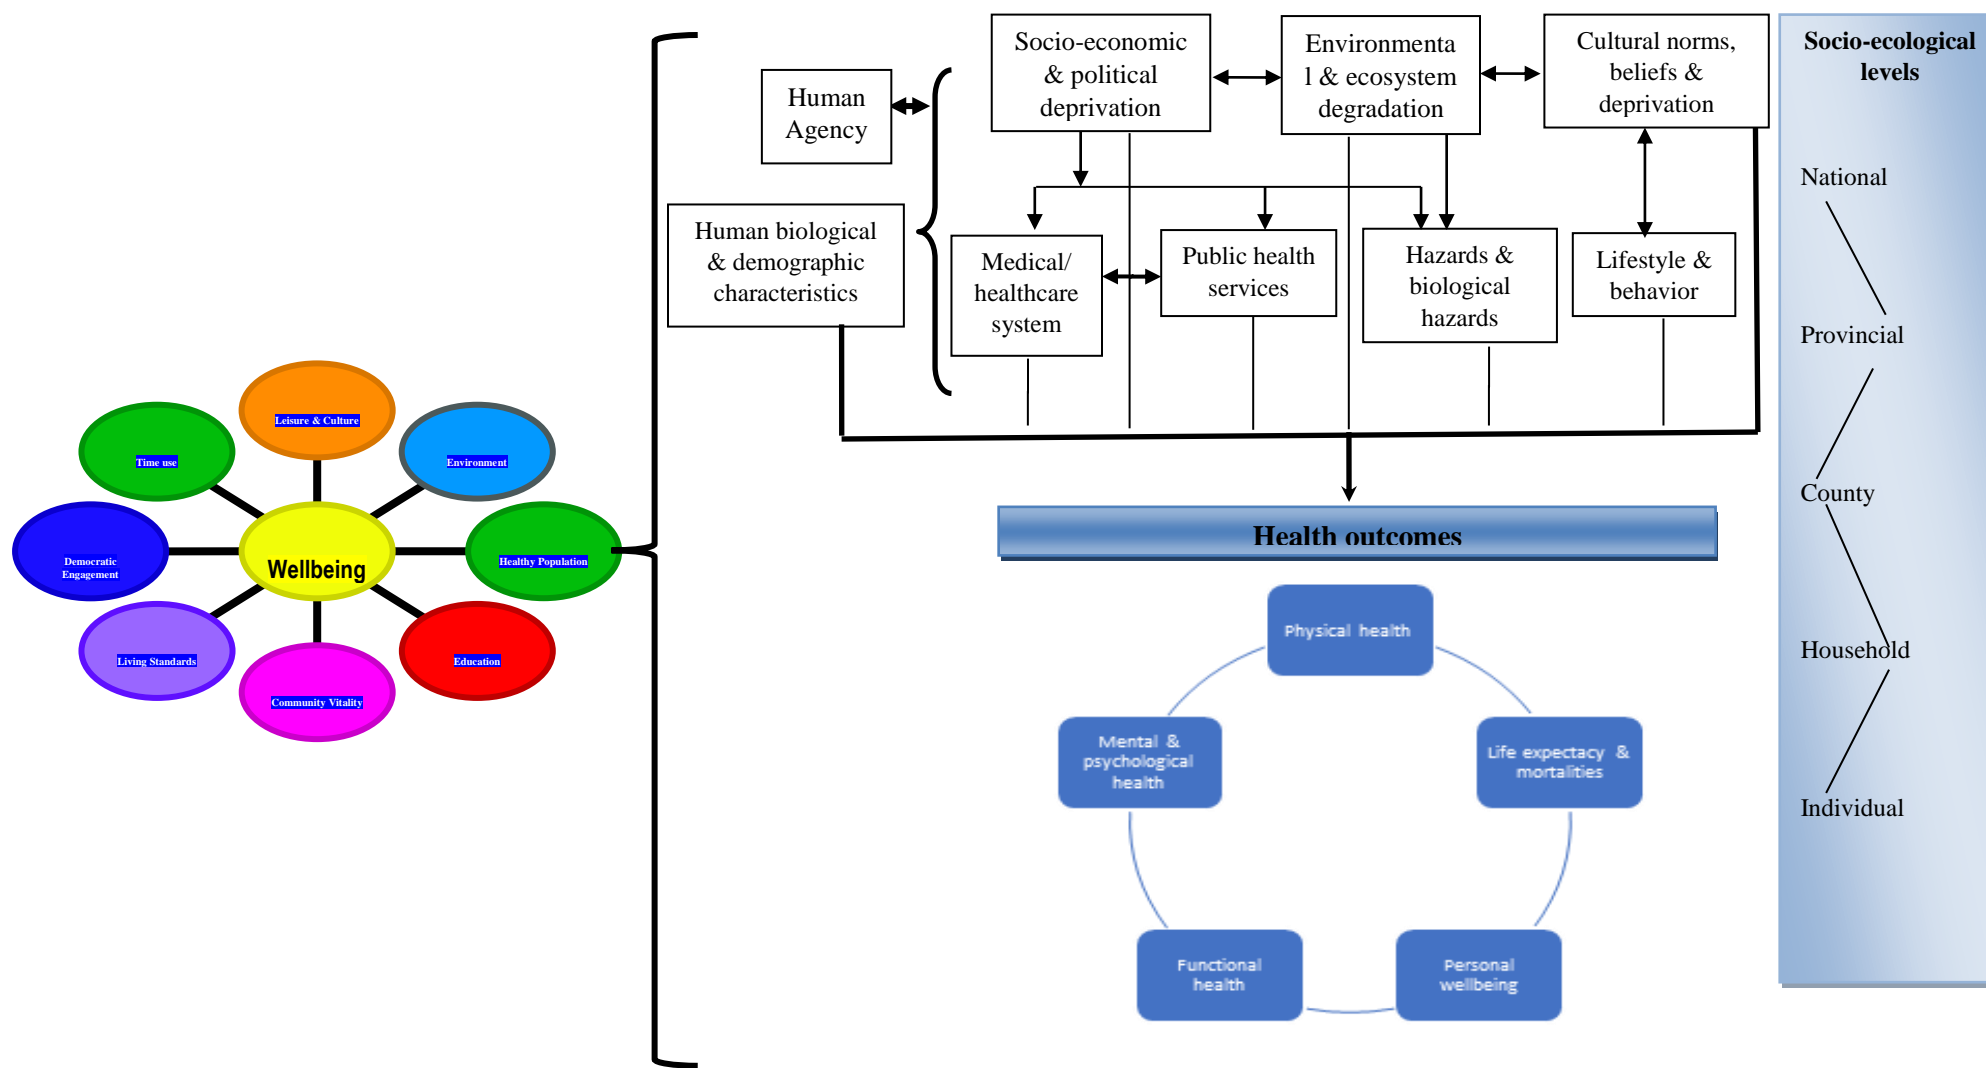 Socio-economic
& political
deprivation
Environmenta
l & ecosystem
degradation
Cultural norms,
beliefs &
deprivation
Socio-ecological
levels
Human
Agency
National
Human biological
& demographic
characteristics
Medical/
healthcare
system
Public health
services
Hazards &
biological
hazards
Lifestyle &
behavior
Provincial
Leisure & Culture
Time use
Environment
County
Health outcomes
Democratic
Engagement
Wellbeing
Healthy Population
Physical health
Household
Living Standards
Education
Community Vitality
Mental &
psychological
health
Life expectacy &
mortalities
Individual
Functional
health
Personal
wellbeing